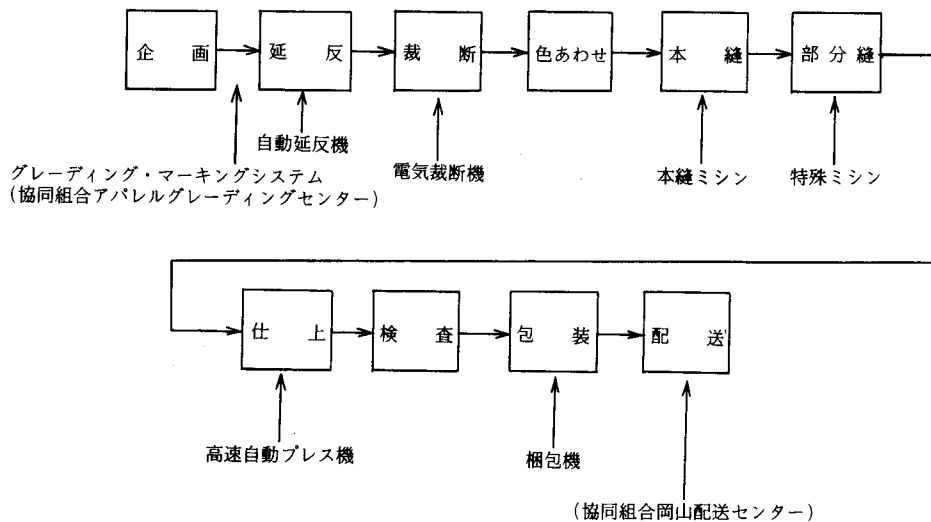 企画
延反
裁断
色あわせ
本縫
部分縫
自動延反機
グレーディング・マーキングシステム
(協同組合アパレルグレーディングセンター)
電気裁断機
本縫ミシン
特殊ミシン
仕上
検査
包装
配送
高速自動プレス機
梱包機
(協同組合岡山配送センター)